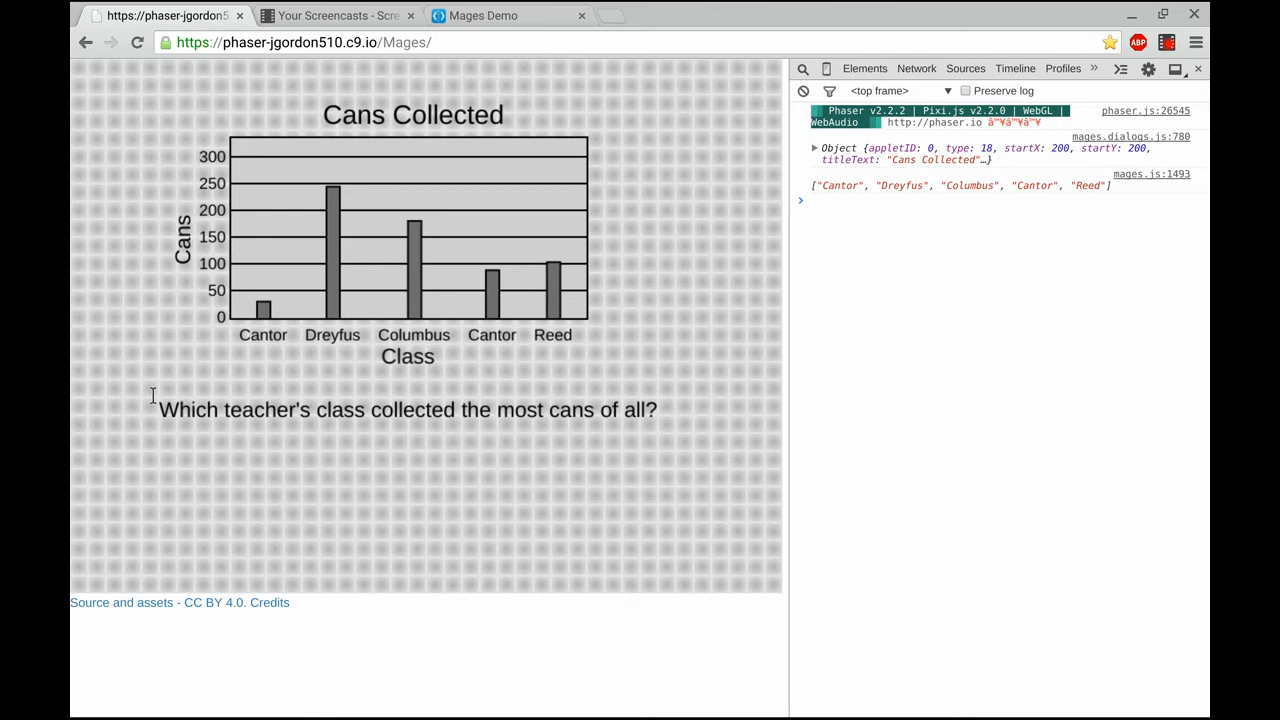 https://phaser-jgordon5
Your Screencasts - Scre
Mages Demo
https://phaser-jgordon510.c9.io/Mages/
ABP
Elements Network Sources Timeline Profiles »
<top frame> ▼ Preserve log
Phaser v2.2.2 | Pixi.js v2.2.0 | WebGL | phaser.js:26545
WebAudio http://phaser.io â™¥â™¥â™¥
mages.dialogs.js:780
Object {appletID: 0, type: 18, startX: 200, startY: 200,
titleText: "Cans Collected"…}
mages.js:1493
["Cantor", "Dreyfus", "Columbus", "Cantor", "Reed"]
Cans Collected
300
250
200
150
100
50
0
Cans
Cantor Dreyfus Columbus Cantor Reed
Class
Which teacher's class collected the most cans of all?
Source and assets - CC BY 4.0. Credits